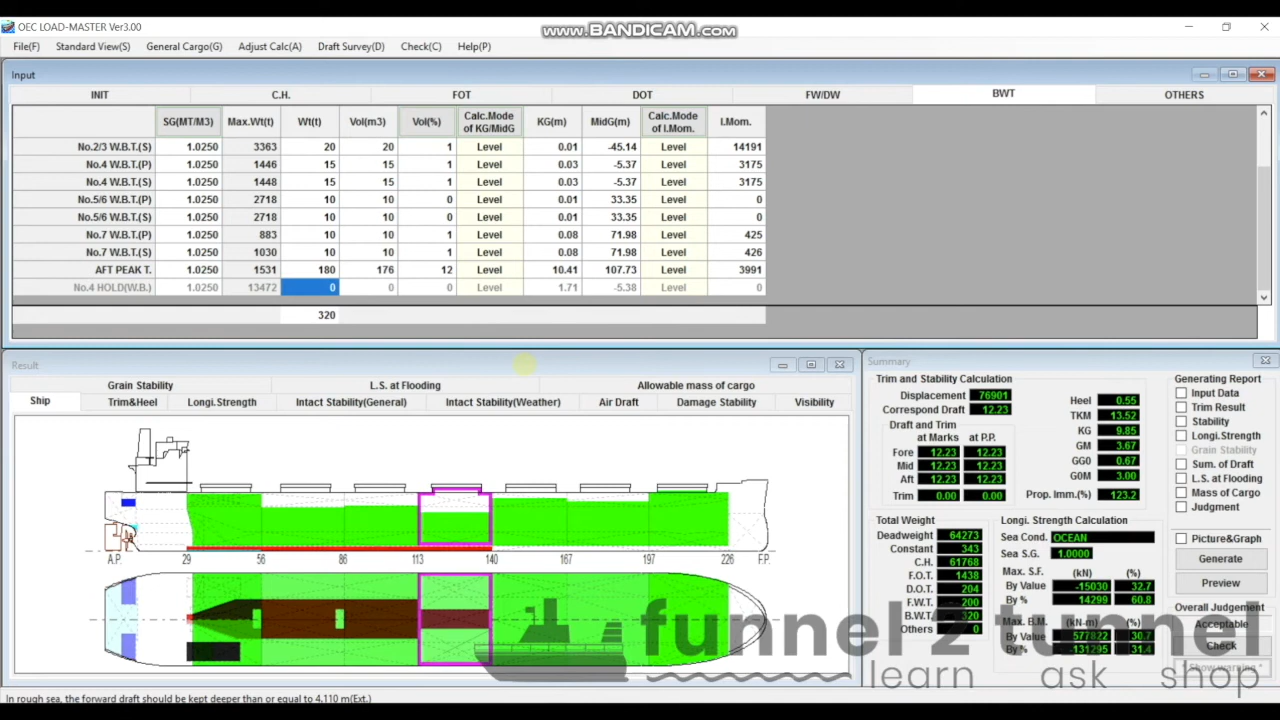 OEC LOAD-MASTER Ver3.00
www.BANDICAM.com
File(F) Standard View(S) General Cargo(G) Adjust Calc(A) Draft Survey(D) Check(C) Help(P)
Input
INIT C.H. FOT DOT FW/DW BWT OTHERS
SG(MT/M3) Max.Wt(t) Wt(t) Vol(m3) Vol(%) Calc.Mode of KG/MidG KG(m) MidG(m) Calc.Mode of I.Mom. I.Mom.
No.2/3 W.B.T.(S) 1.0250 3363 20 20 1 Level 0.01 -45.14 Level 14191
No.4 W.B.T.(P) 1.0250 1446 15 15 1 Level 0.03 -5.37 Level 3175
No.4 W.B.T.(S) 1.0250 1448 15 15 1 Level 0.03 -5.37 Level 3175
No.5/6 W.B.T.(P) 1.0250 2718 10 10 0 Level 0.01 33.35 Level 0
No.5/6 W.B.T.(S) 1.0250 2718 10 10 0 Level 0.01 33.35 Level 0
No.7 W.B.T.(P) 1.0250 883 10 10 1 Level 0.08 71.98 Level 425
No.7 W.B.T.(S) 1.0250 1030 10 10 1 Level 0.08 71.98 Level 426
AFT PEAK T. 1.0250 1531 180 176 12 Level 10.41 107.73 Level 3991
No.4 HOLD(W.B.) 1.0250 13472 0 0 0 Level 1.71 -5.38 Level 0
320
Result
Grain Stability L.S. at Flooding Allowable mass of cargo
Ship Trim&Heel Longi.Strength Intact Stability(General) Intact Stability(Weather) Air Draft Damage Stability Visibility
A.P. 29 56 86 113 140 167 197 226 F.P.
Summary
Trim and Stability Calculation
Displacement 76901
Correspond Draft 12.23
Draft and Trim
at Marks at P.P.
Fore 12.23 12.23
Mid 12.23 12.23
Aft 12.23 12.23
Trim 0.00 0.00
Heel 0.55
TKM 13.52
KG 9.85
GM 3.67
GG0 0.67
G0M 3.00
Prop. Imm.(%) 123.2
Total Weight
Deadweight 64273
Constant 343
C.H. 61768
F.O.T. 1438
D.O.T. 204
F.W.T. 200
B.W.T. 320
Others 0
Longi. Strength Calculation
Sea Cond. OCEAN
Sea S.G. 1.0000
Max. S.F. (kN) (%)
By Value -15030 32.7
By % 14299 60.8
Max. B.M. (kN-m) (%)
By Value 577822 30.7
By % -131295 31.4
Generating Report
Input Data
Trim Result
Stability
Longi.Strength
Grain Stability
Sum. of Draft
L.S. at Flooding
Mass of Cargo
Judgment
Picture&Graph
Generate
Preview
Overall Judgement
Acceptable
Check
* Show warning *
funnel 2 tunnel
learn ask shop
In rough sea, the forward draft should be kept deeper than or equal to 4.110 m(Ext.)